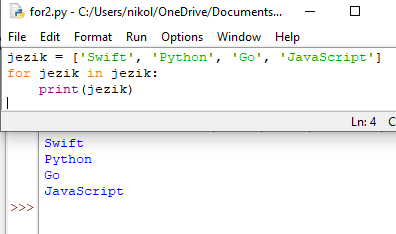 for2.py - C:/Users/nikol/OneDrive/Documents...
File Edit Format Run Options Window Help
jezik = ['Swift', 'Python', 'Go', 'JavaScript']
for jezik in jezik:
    print(jezik)
Ln: 4 C
Swift
Python
Go
JavaScript
>>>